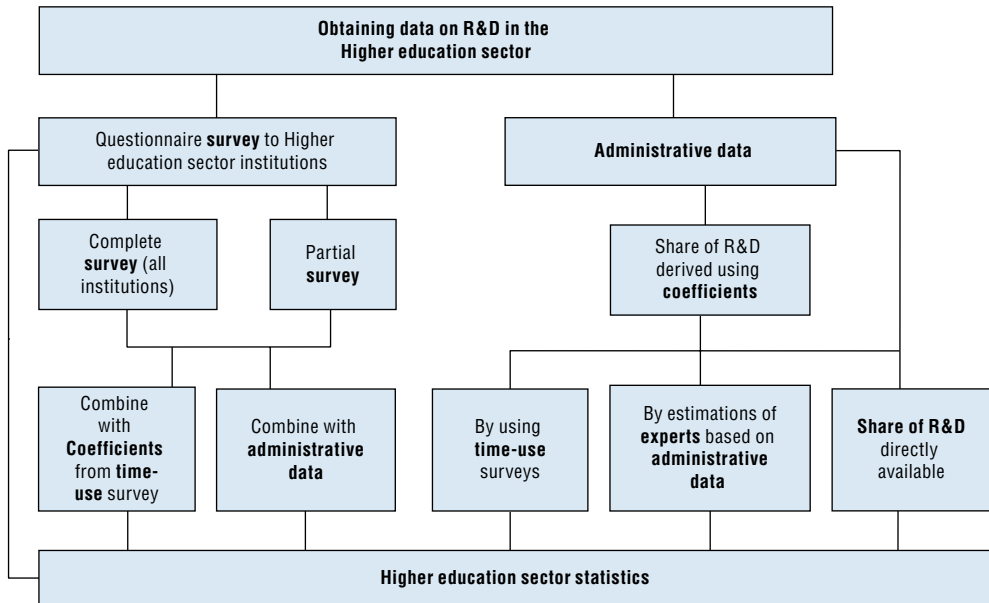 Obtaining data on R&D in the
Higher education sector
Questionnaire survey to Higher
education sector institutions
Administrative data
Complete
survey (all
institutions)
Partial
survey
Share of R&D
derived using
coefficients
Combine
with
Coefficients
from time-
use survey
Combine with
administrative
data
By using
time-use
surveys
By estimations of
experts based on
administrative
data
Share of R&D
directly
available
Higher education sector statistics